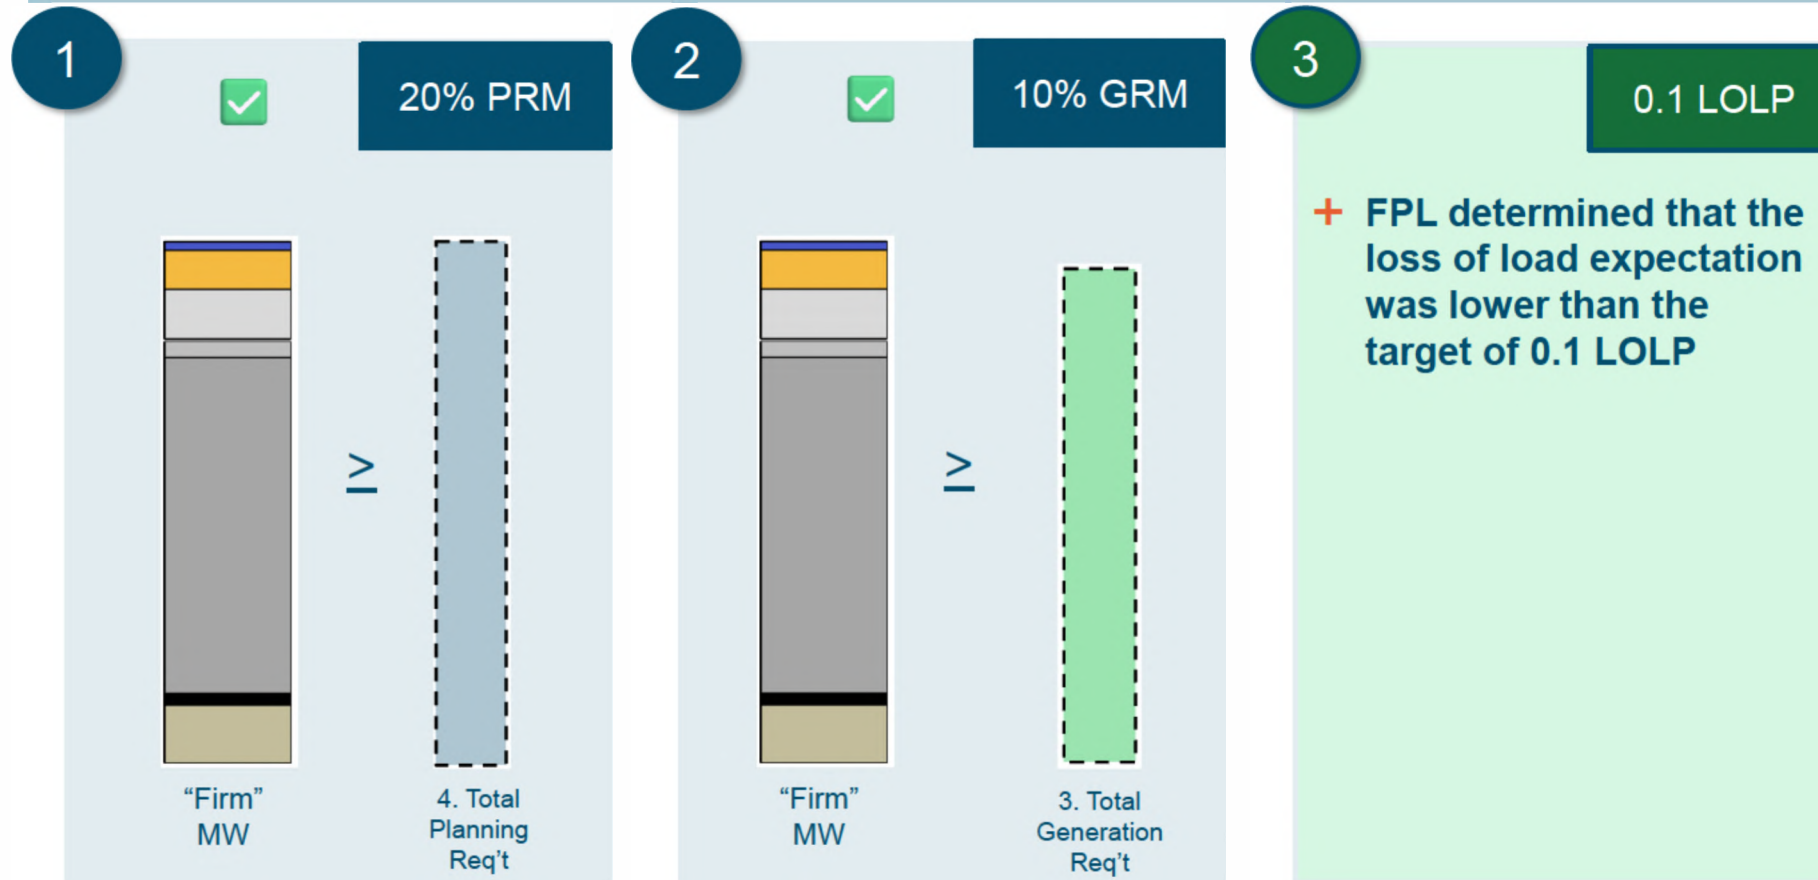 1
20% PRM
≥
“Firm”
MW
4. Total
Planning
Req’t
2
10% GRM
≥
“Firm”
MW
3. Total
Generation
Req’t
3
0.1 LOLP
+ FPL determined that the
loss of load expectation
was lower than the
target of 0.1 LOLP